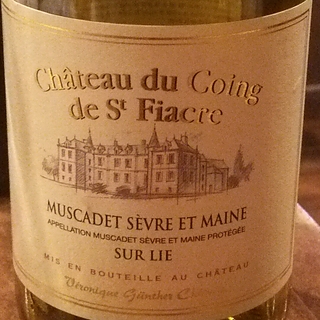 Château du Coing
de St Fiacre
MUSCADET SÈVRE ET MAINE
APPELLATION MUSCADET SÈVRE ET MAINE PROTÉGÉE
SUR LIE
MIS EN BOUTEILLE AU CHÂTEAU
Véronique Günther